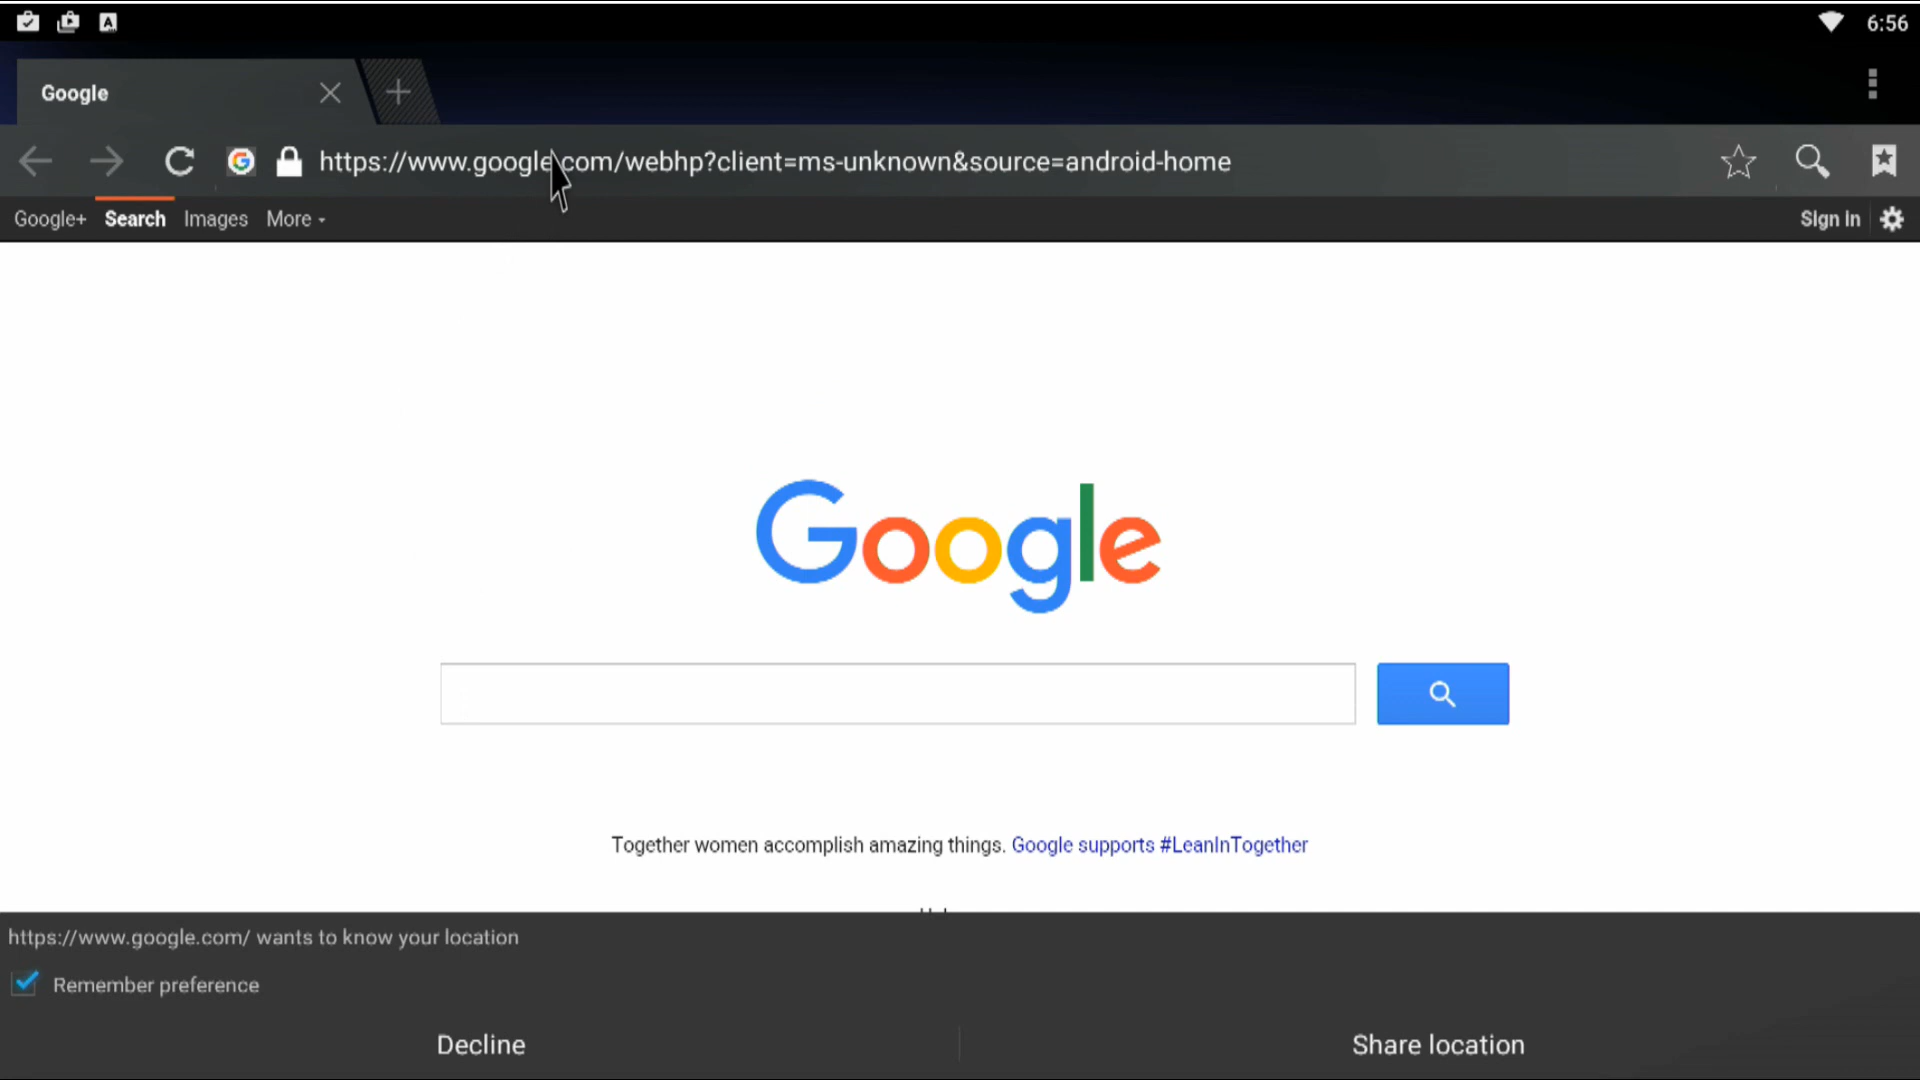 6:56
Google
https://www.google.com/webhp?client=ms-unknown&source=android-home
Google+ Search Images More
Sign in
Google
Together women accomplish amazing things. Google supports #LeanInTogether
https://www.google.com/ wants to know your location
Remember preference
Decline
Share location